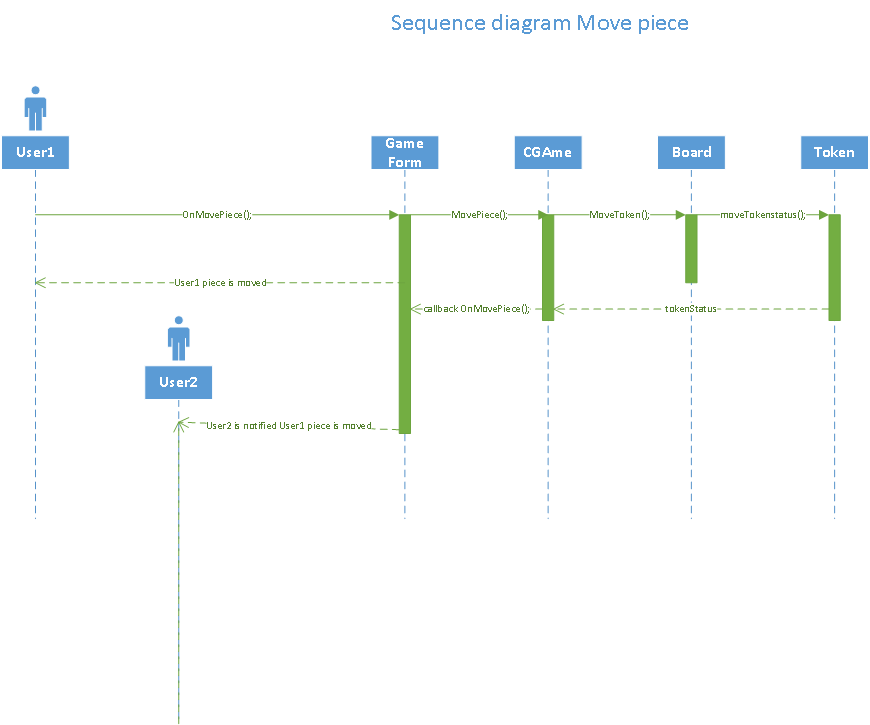 Sequence diagram Move piece
User1
Game
Form
CGAme
Board
Token
OnMovePiece();
MovePiece();
MoveToken();
moveTokenstatus();
User1 piece is moved
callback OnMovePiece();
tokenStatus
User2
User2 is notified User1 piece is moved